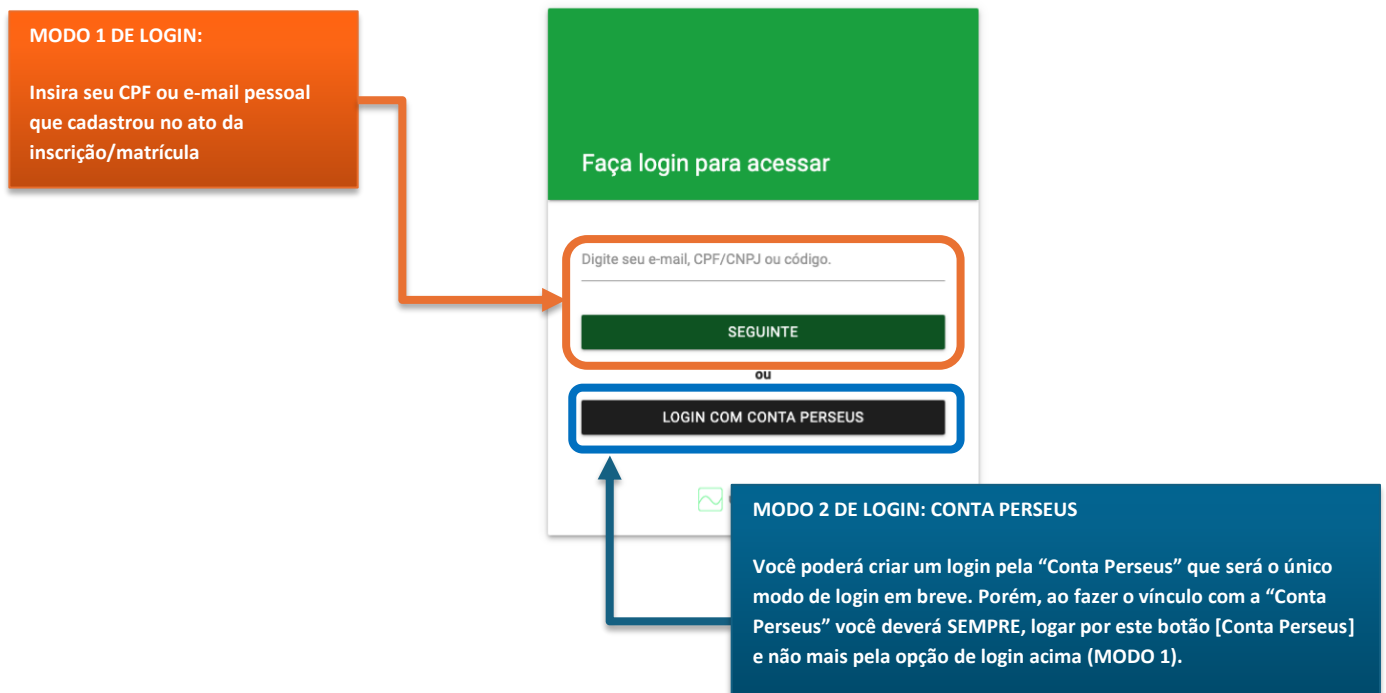 MODO 1 DE LOGIN:
Insira seu CPF ou e-mail pessoal
que cadastrou no ato da
inscrição/matrícula
Faça login para acessar
Digite seu e-mail, CPF/CNPJ ou código.
SEGUINTE
ou
LOGIN COM CONTA PERSEUS
MODO 2 DE LOGIN: CONTA PERSEUS
Você poderá criar um login pela “Conta Perseus” que será o único
modo de login em breve. Porém, ao fazer o vínculo com a “Conta
Perseus” você deverá SEMPRE, logar por este botão [Conta Perseus]
e não mais pela opção de login acima (MODO 1).